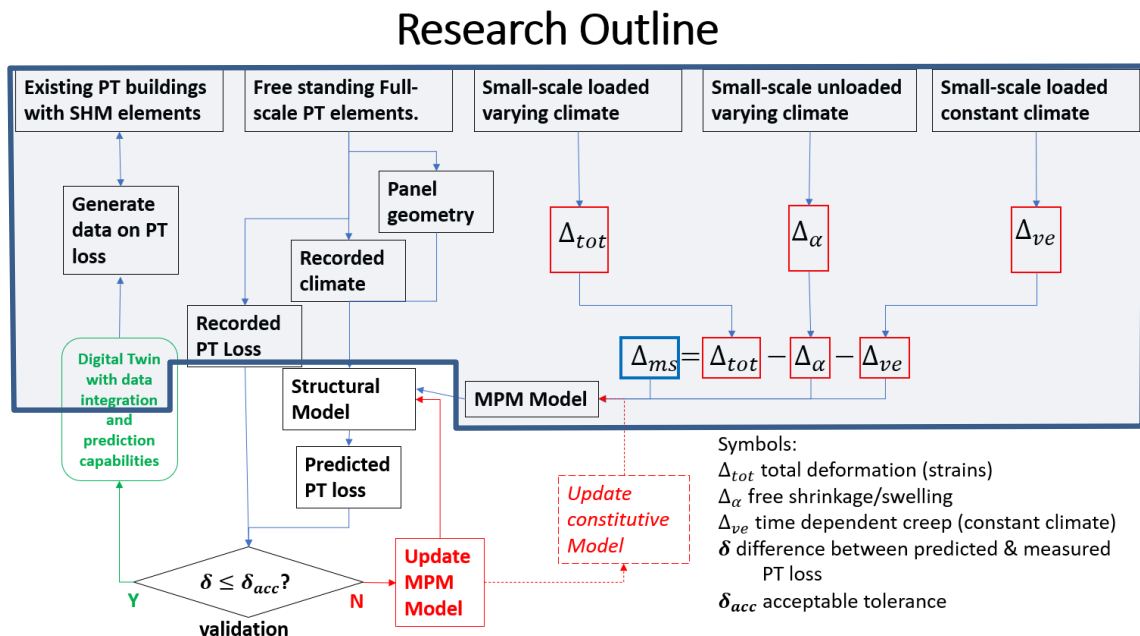 Research Outline
Existing PT buildings
with SHM elements
Free standing Full-
scale PT elements.
Small-scale loaded
varying climate
Small-scale unloaded
varying climate
Small-scale loaded
constant climate
Generate
data on PT
loss
Panel
geometry
Recorded
climate
Recorded
PT Loss
Δtot
Δα
Δve
Δms=Δtot−Δα−Δve
Digital Twin
with data
integration
and
prediction
capabilities
Structural
Model
MPM Model
Predicted
PT loss
Update
constitutive
Model
Update
MPM
Model
δ ≤ δacc?
Y
N
validation
Symbols:
Δtot total deformation (strains)
Δα free shrinkage/swelling
Δve time dependent creep (constant climate)
δ difference between predicted & measured
PT loss
δacc acceptable tolerance